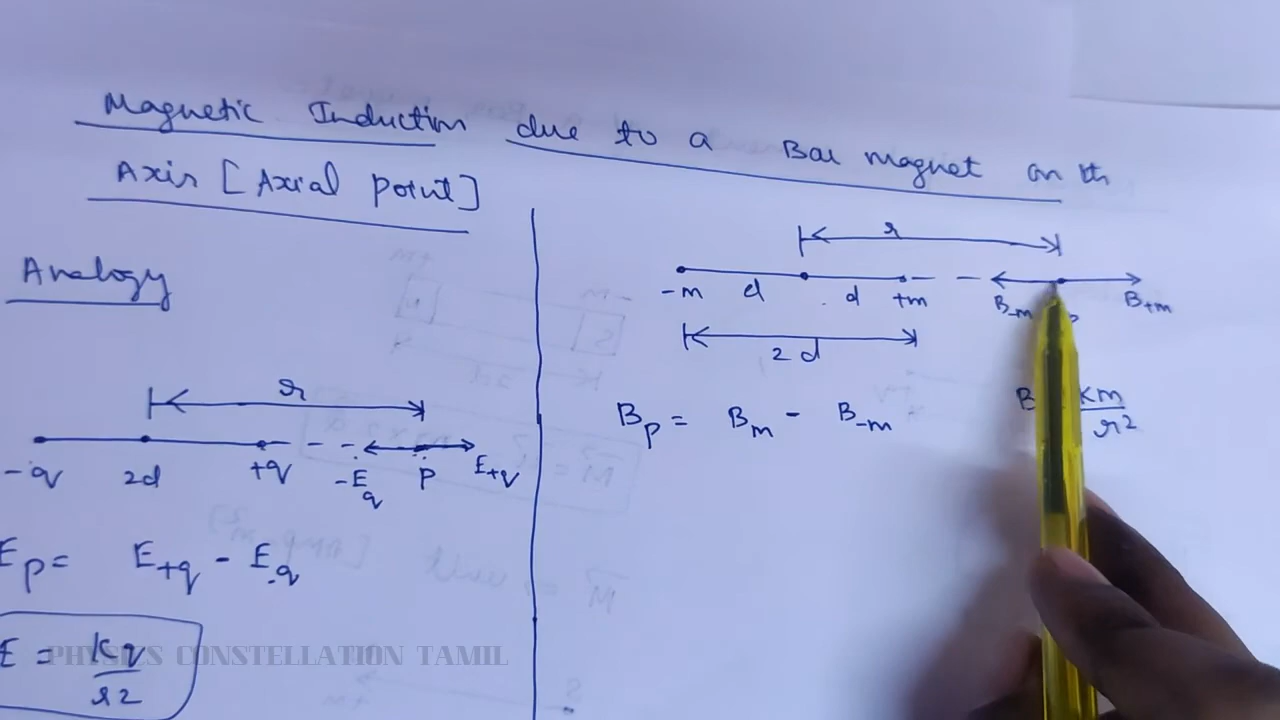 Magnetic Induction due to a Bar magnet on th
Axis [Axial point]
Analogy
r
-q 2d +q -E_q P E_+q
E_p = E_+q - E_-q
E = Kq/r2
r
-m d d +m B_-m B_+m
2d
B_p = B_m - B_-m
B Km/r²
PHYSICS CONSTELLATION TAMIL